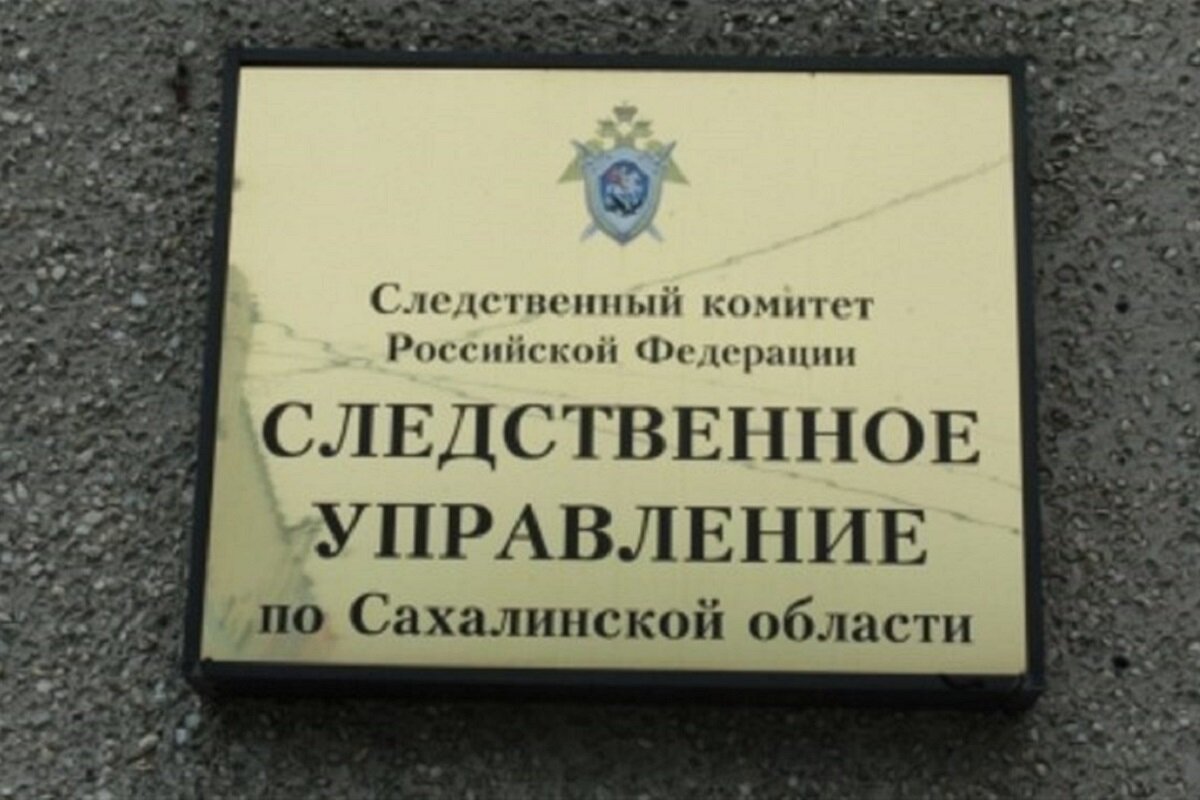 Следственный комитет
Российской Федерации
СЛЕДСТВЕННОЕ
УПРАВЛЕНИЕ
по Сахалинской области